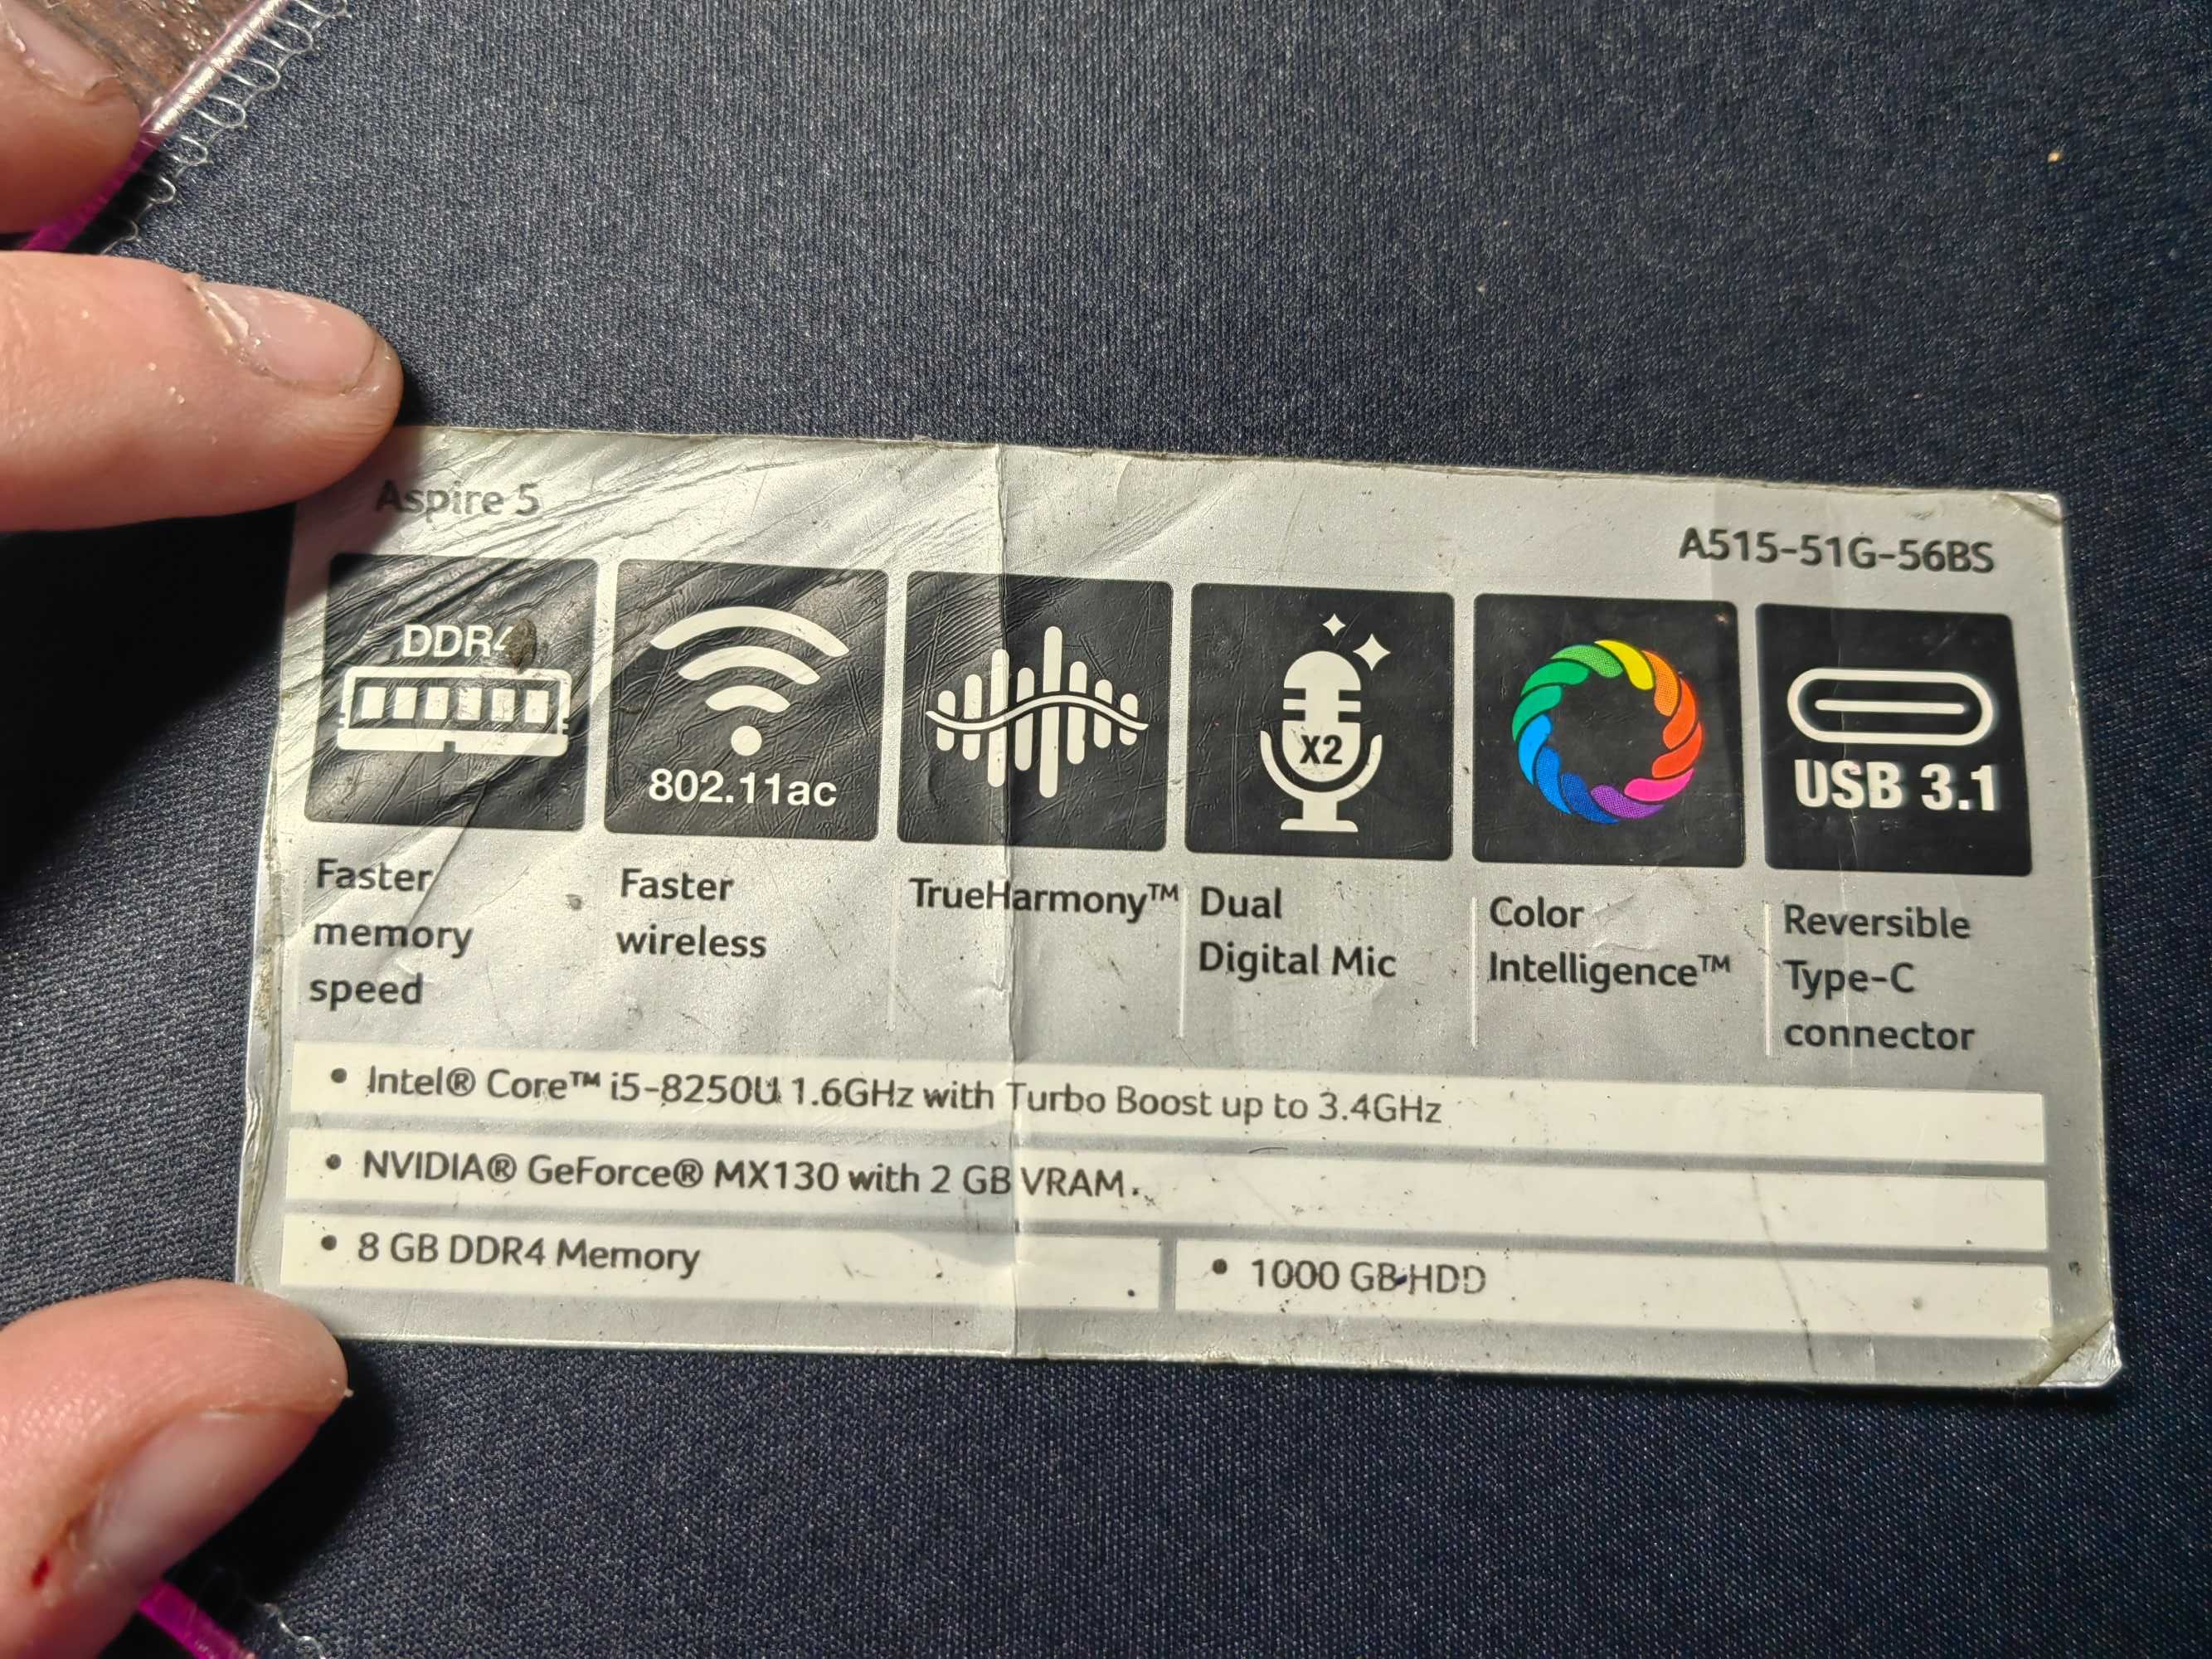 Aspire 5
A515-51G-56BS
DDR4
802.11ac
X2
USB 3.1
Faster
memory
speed
Faster
wireless
TrueHarmony™
Dual
Digital Mic
Color
Intelligence™
Reversible
Type-C
connector
• Intel® Core™ i5-8250U 1.6GHz with Turbo Boost up to 3.4GHz
• NVIDIA® GeForce® MX130 with 2 GB VRAM.
• 8 GB DDR4 Memory
• 1000 GB HDD